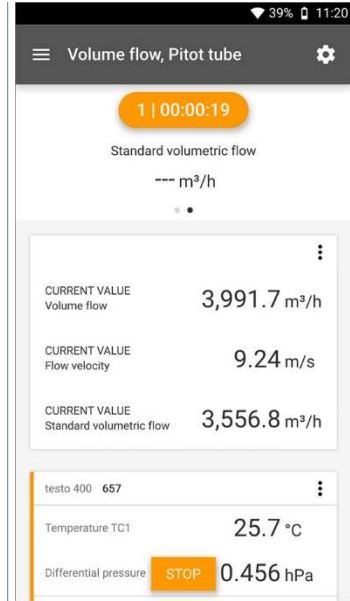 39% 11:20
Volume flow, Pitot tube
1 | 00:00:19
Standard volumetric flow
--- m³/h
CURRENT VALUE
Volume flow
3,991.7 m³/h
CURRENT VALUE
Flow velocity
9.24 m/s
CURRENT VALUE
Standard volumetric flow
3,556.8 m³/h
testo 400 657
Temperature TC1 25.7 °C
Differential pressure STOP 0.456 hPa